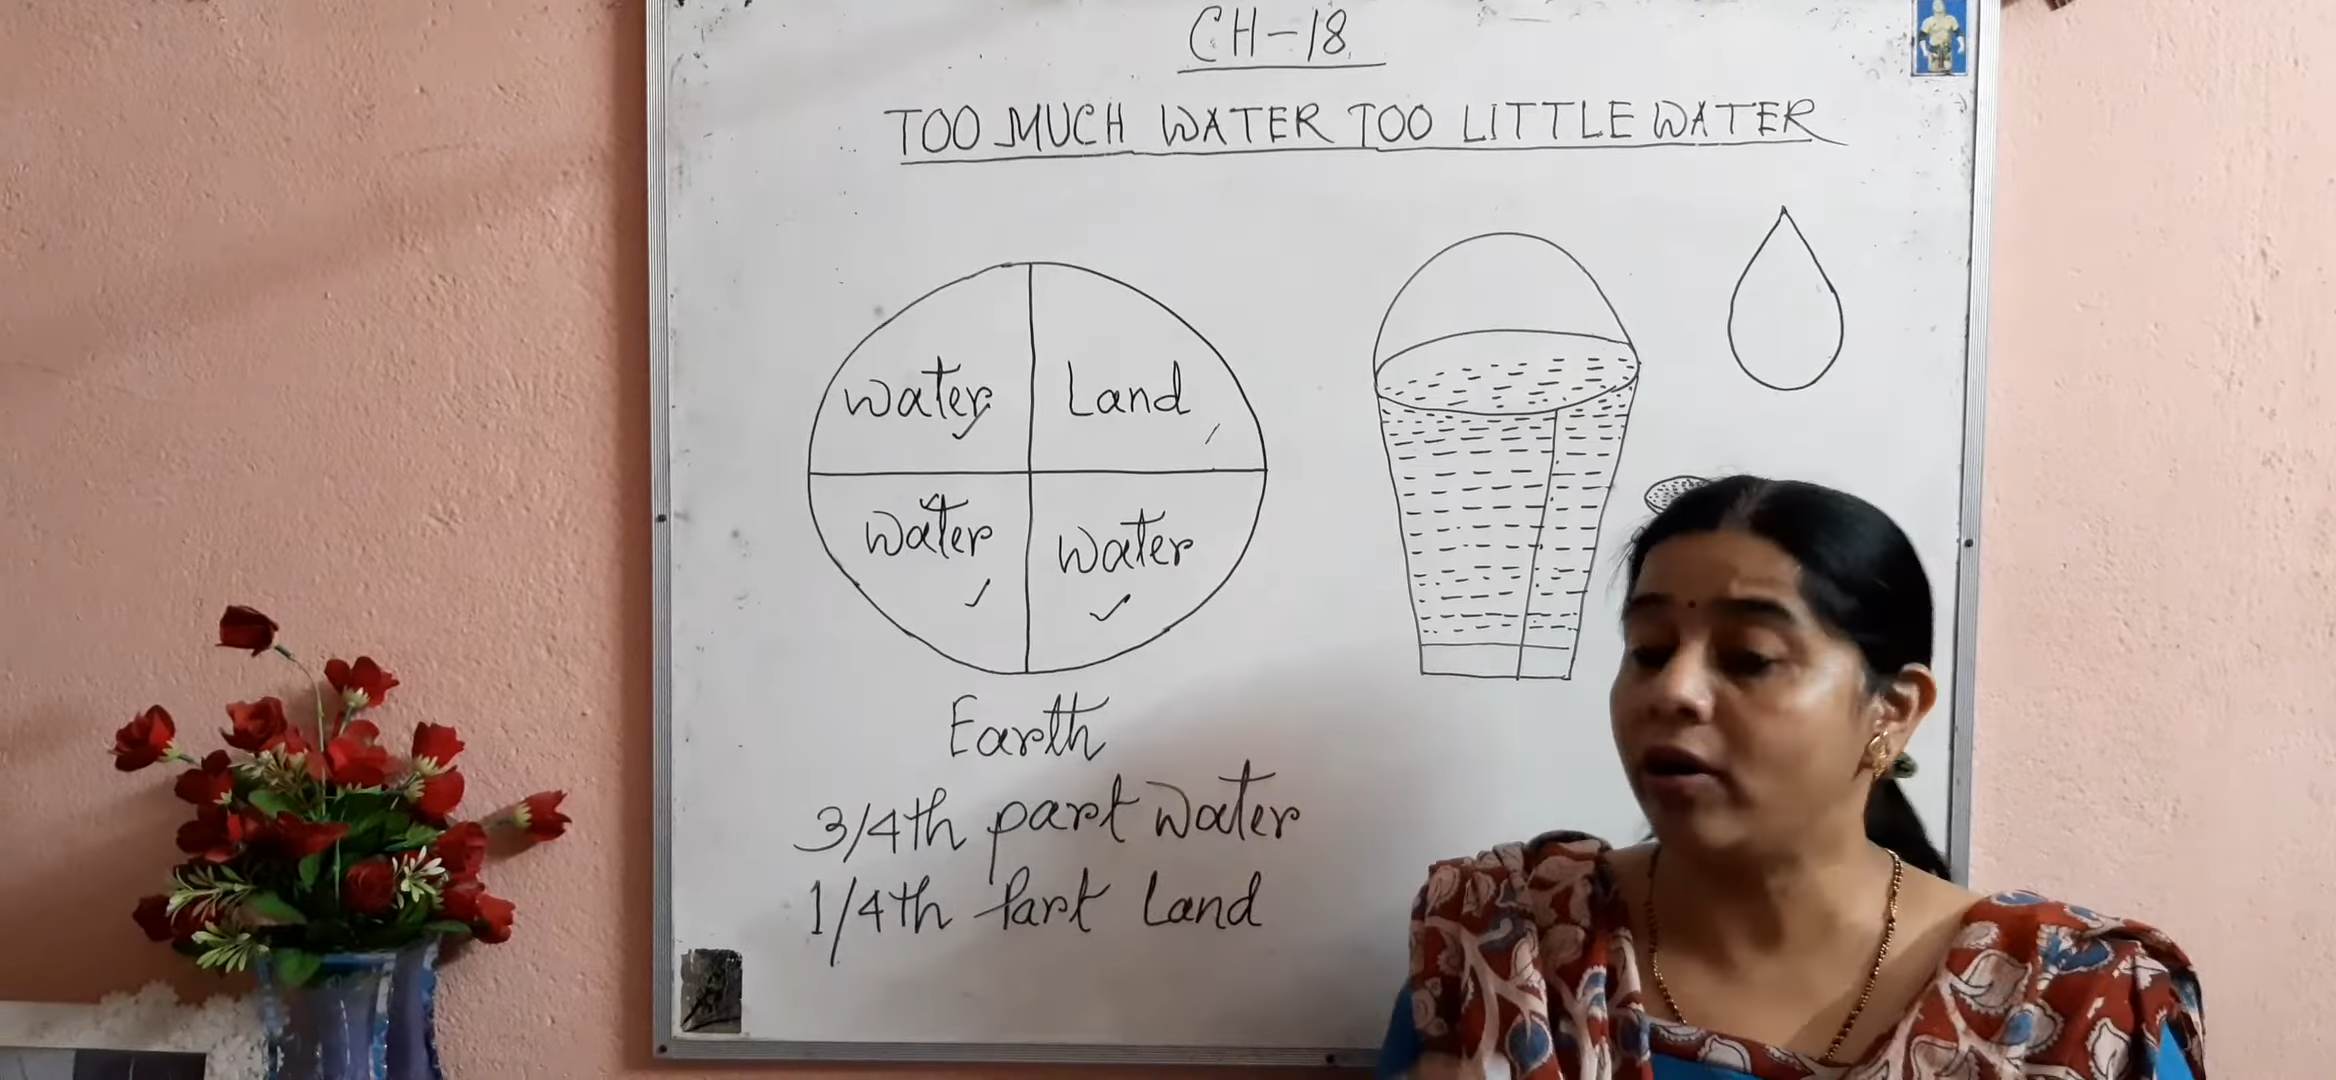 CH-18
TOO MUCH WATER TOO LITTLE WATER
Water Land
Water Water
Earth
3/4th part Water
1/4th Part Land